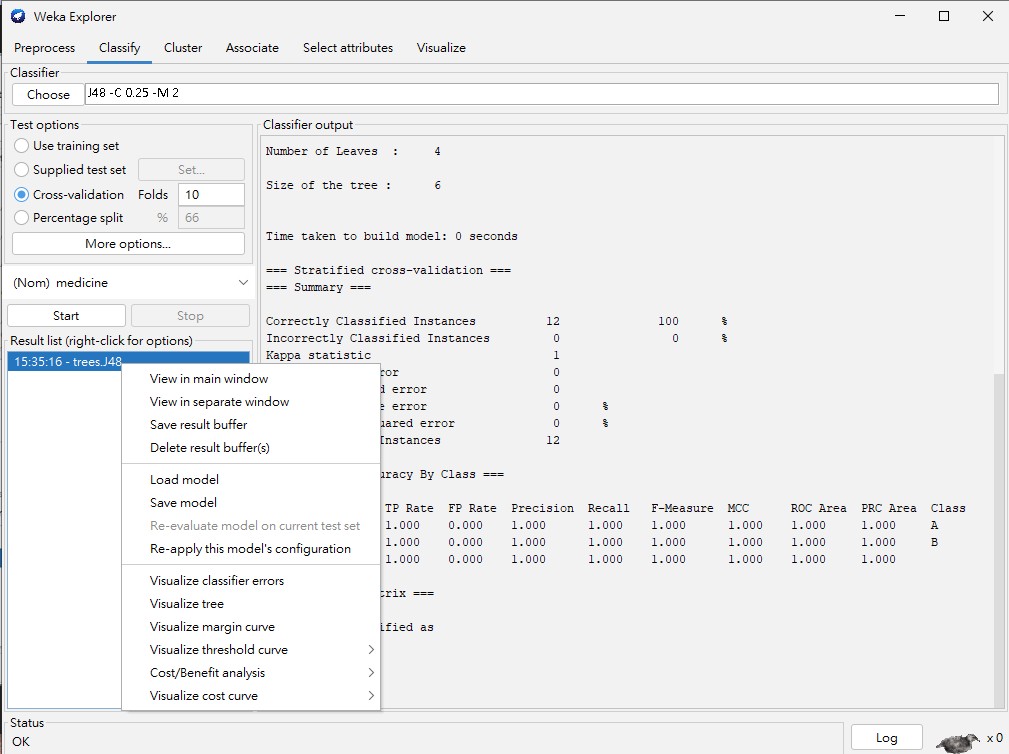 Weka Explorer
Preprocess Classify Cluster Associate Select attributes Visualize
Classifier
Choose J48 -C 0.25 -M 2
Test options
Use training set
Supplied test set Set...
Cross-validation Folds 10
Percentage split % 66
More options...
(Nom) medicine
Start Stop
Result list (right-click for options)
15:35:16 - trees.J48
View in main window
View in separate window
Save result buffer
Delete result buffer(s)
Load model
Save model
Re-evaluate model on current test set
Re-apply this model's configuration
Visualize classifier errors
Visualize tree
Visualize margin curve
Visualize threshold curve
Cost/Benefit analysis
Visualize cost curve
Classifier output
Number of Leaves : 4
Size of the tree : 6
Time taken to build model: 0 seconds
=== Stratified cross-validation ===
=== Summary ===
Correctly Classified Instances 12 100 %
Incorrectly Classified Instances 0 0 %
Kappa statistic 1
ror 0
d error 0
e error 0 %
uared error 0 %
Instances 12
uracy By Class ===
TP Rate FP Rate Precision Recall F-Measure MCC ROC Area PRC Area Class
1.000 0.000 1.000 1.000 1.000 1.000 1.000 1.000 A
1.000 0.000 1.000 1.000 1.000 1.000 1.000 1.000 B
1.000 0.000 1.000 1.000 1.000 1.000 1.000 1.000
trix ===
ified as
Status
OK
Log x 0